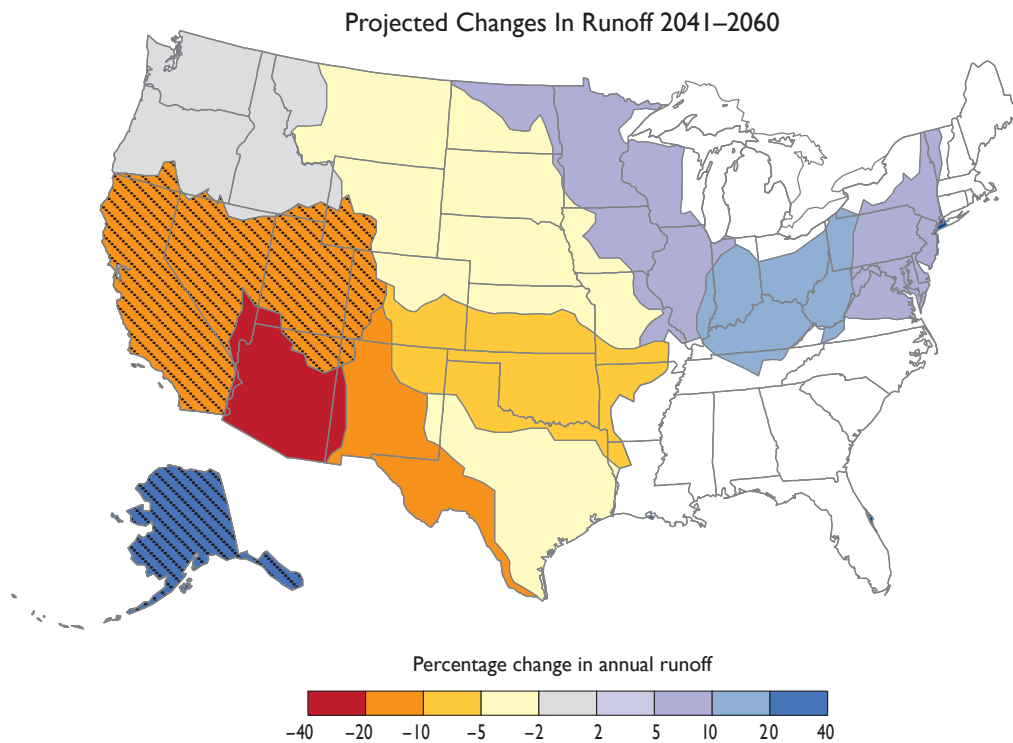 Projected Changes In Runoff 2041–2060
Percentage change in annual runoff
–40 –20 –10 –5 –2 2 5 10 20 40